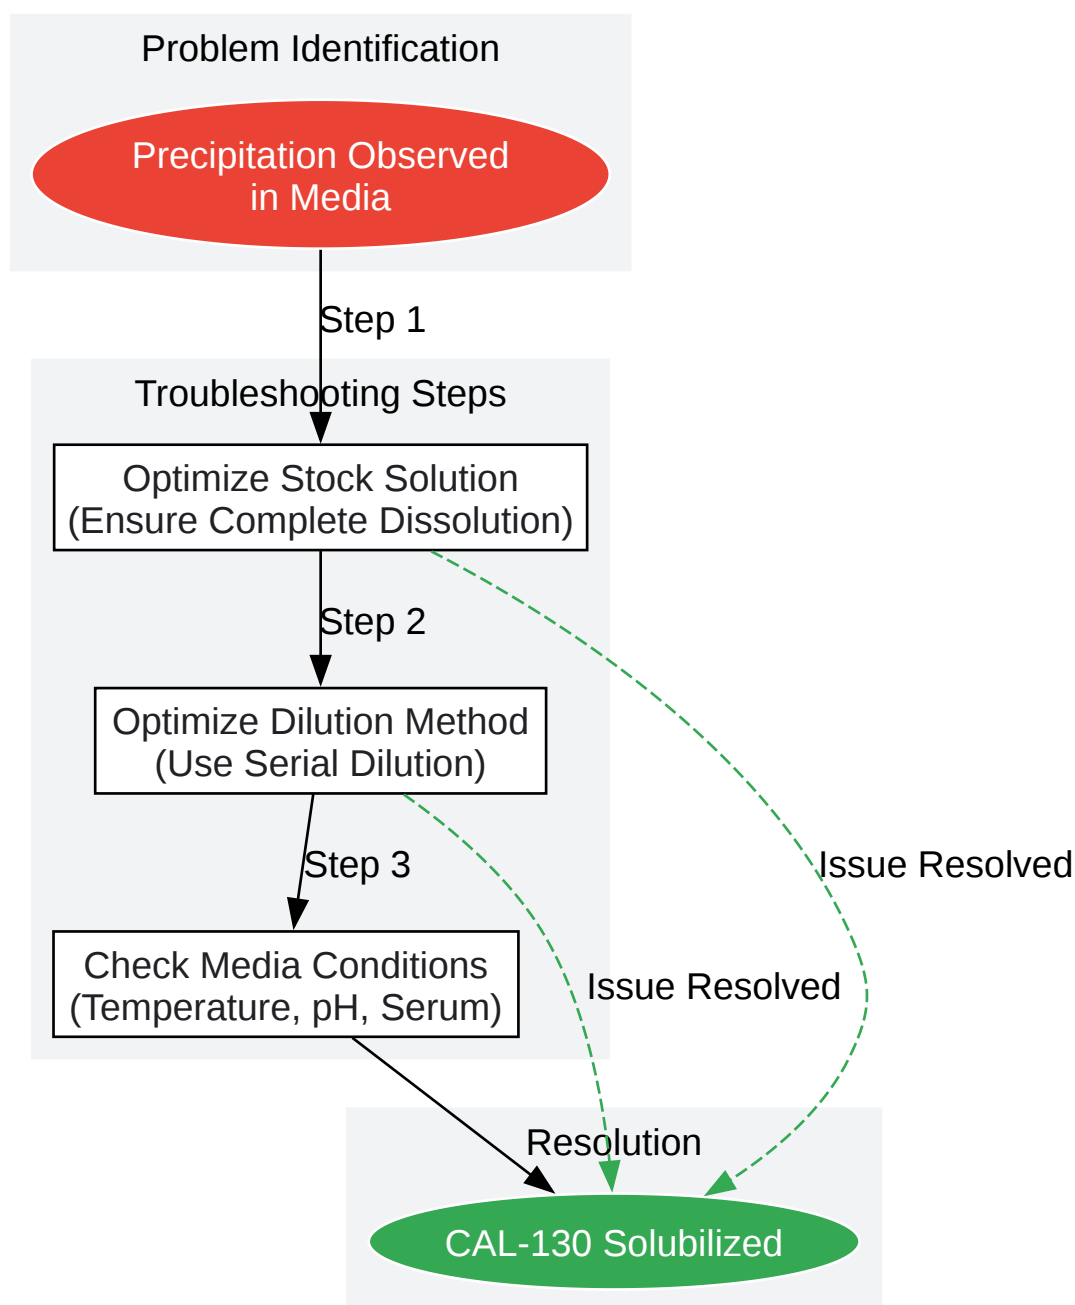 Problem Identification
Precipitation Observed
in Media
Step 1
Troubleshooting Steps
Optimize Stock Solution
(Ensure Complete Dissolution)
Step 2
Optimize Dilution Method
(Use Serial Dilution)
Step 3
Issue Resolved
Check Media Conditions
(Temperature, pH, Serum)
Issue Resolved
Resolution
CAL-130 Solubilized